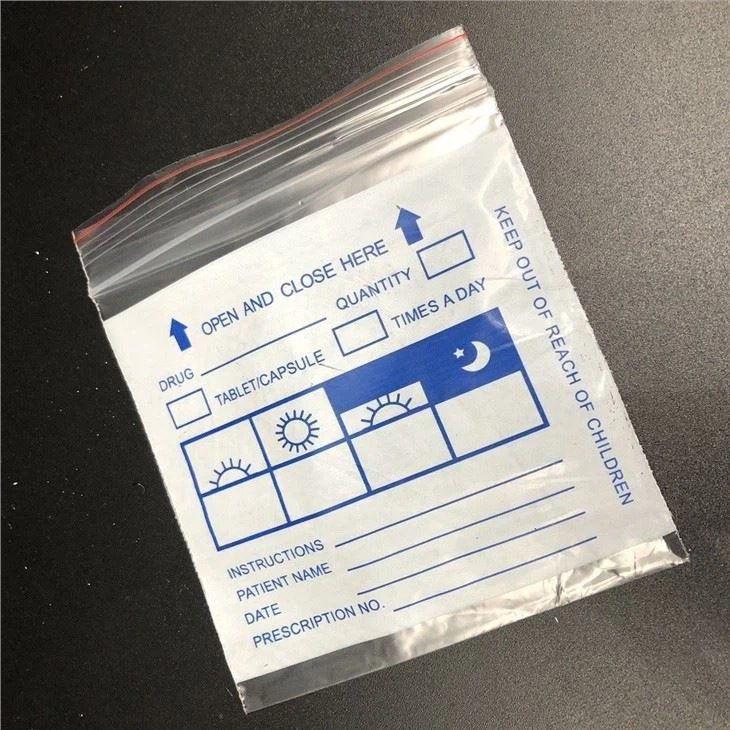 OPEN AND CLOSE HERE
DRUG
QUANTITY
TABLET/CAPSULE
TIMES A DAY
INSTRUCTIONS
PATIENT NAME
DATE
PRESCRIPTION NO.
KEEP OUT OF REACH OF CHILDREN